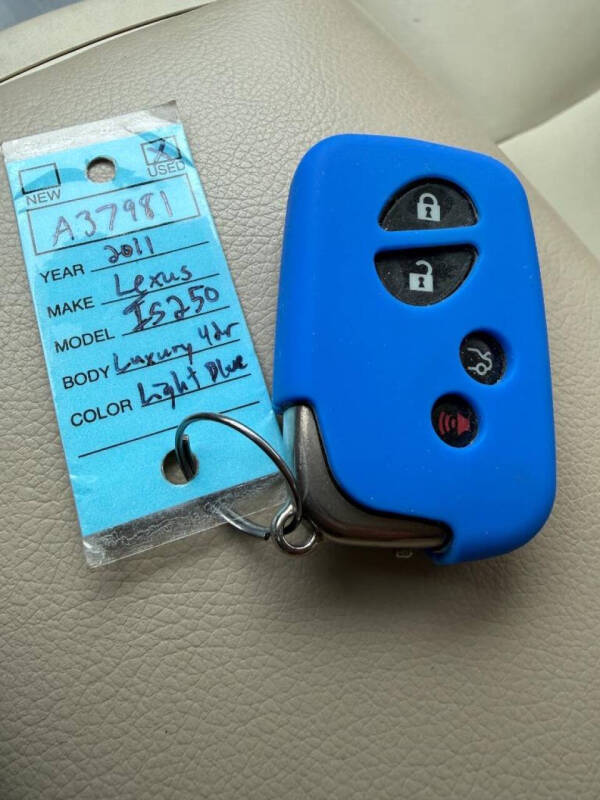 NEW
USED
A37981
YEAR 2011
MAKE Lexus
MODEL IS250
BODY Luxury 4dr
COLOR Light Blue